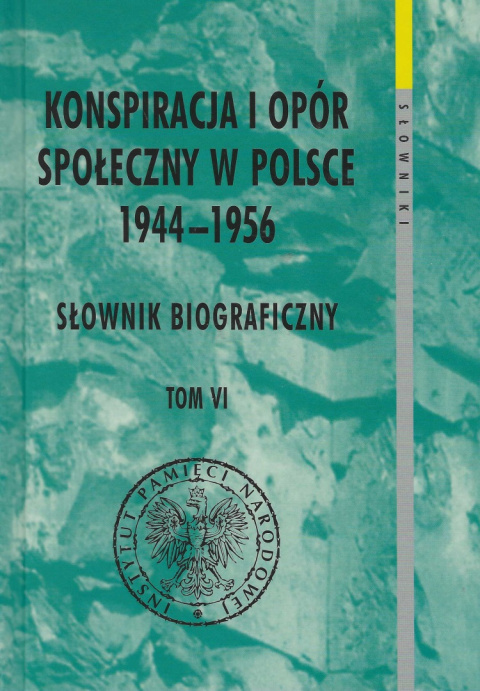 KONSPIRACJA I OPÓR
SPOŁECZNY W POLSCE
1944–1956
SŁOWNIK BIOGRAFICZNY
TOM VI
INSTYTUT PAMIĘCI NARODOWEJ
SŁOWNIKI